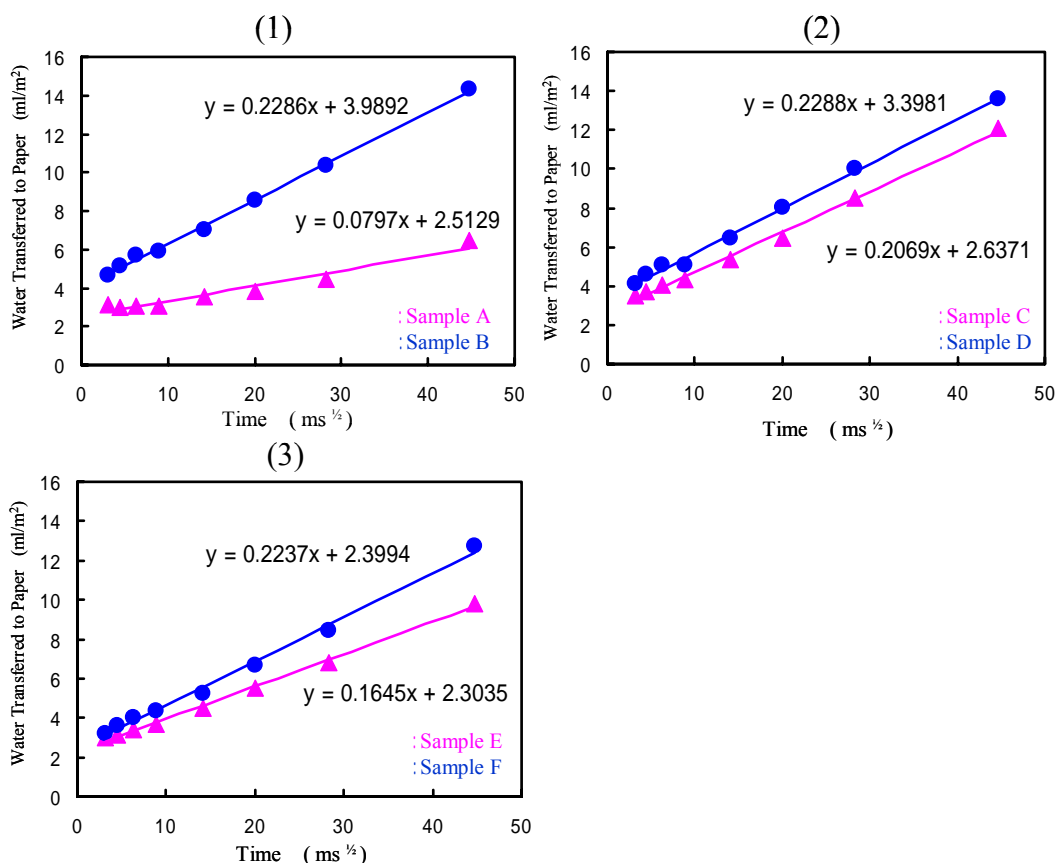 (1)
Water Transferred to Paper (ml/m²)
16
14
12
10
8
6
4
2
0
y = 0.2286x + 3.9892
y = 0.0797x + 2.5129
: Sample A
: Sample B
0 10 20 30 40 50
Time ( ms ½)
(2)
Water Transferred to Paper (ml/m²)
16
14
12
10
8
6
4
2
0
y = 0.2288x + 3.3981
y = 0.2069x + 2.6371
: Sample C
: Sample D
0 10 20 30 40 50
Time ( ms ½)
(3)
Water Transferred to Paper (ml/m²)
16
14
12
10
8
6
4
2
0
y = 0.2237x + 2.3994
y = 0.1645x + 2.3035
: Sample E
: Sample F
0 10 20 30 40 50
Time ( ms ½)